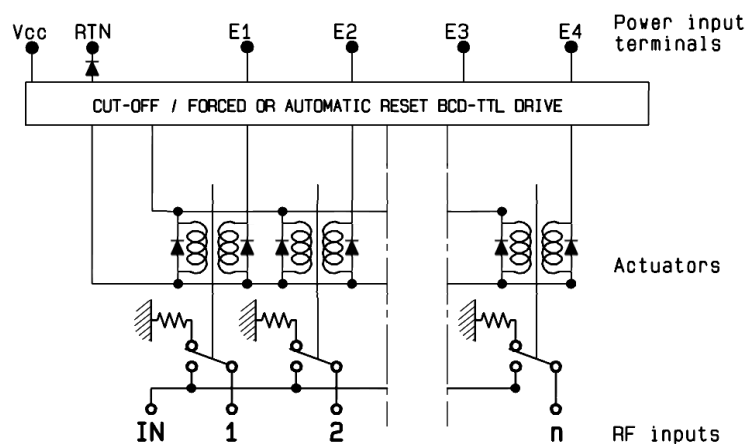 Vcc RTN E1 E2 E3 E4 Power input
terminals
CUT-OFF / FORCED OR AUTOMATIC RESET BCD-TTL DRIVE
Actuators
IN 1 2 n RF inputs